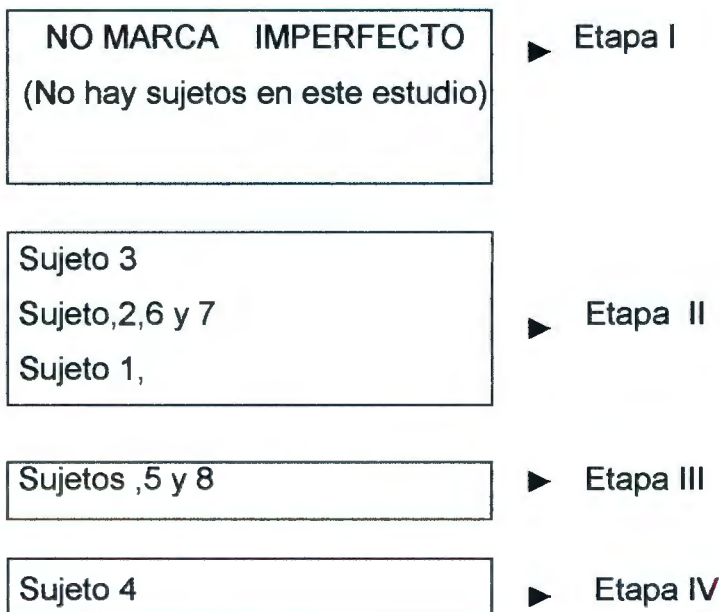 NO MARCA IMPERFECTO ► Etapa I
(No hay sujetos en este estudio)
Sujeto 3
Sujeto,2,6 y 7 ► Etapa II
Sujeto 1,
Sujetos ,5 y 8 ► Etapa III
Sujeto 4 ► Etapa IV